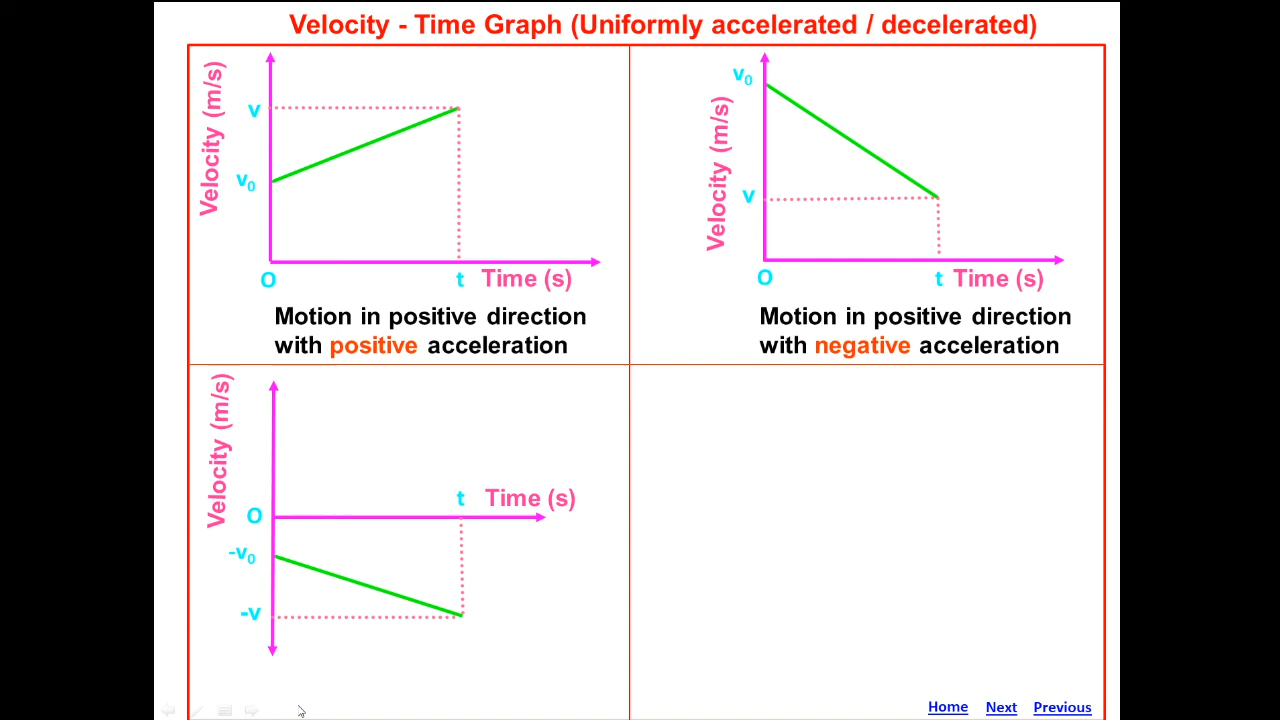 Velocity - Time Graph (Uniformly accelerated / decelerated)
Velocity (m/s)
v
v₀
O
t
Time (s)
Motion in positive direction
with positive acceleration
v₀
Velocity (m/s)
v
O
t
Time (s)
Motion in positive direction
with negative acceleration
Velocity (m/s)
t
Time (s)
O
-v₀
-v
Home
Next
Previous